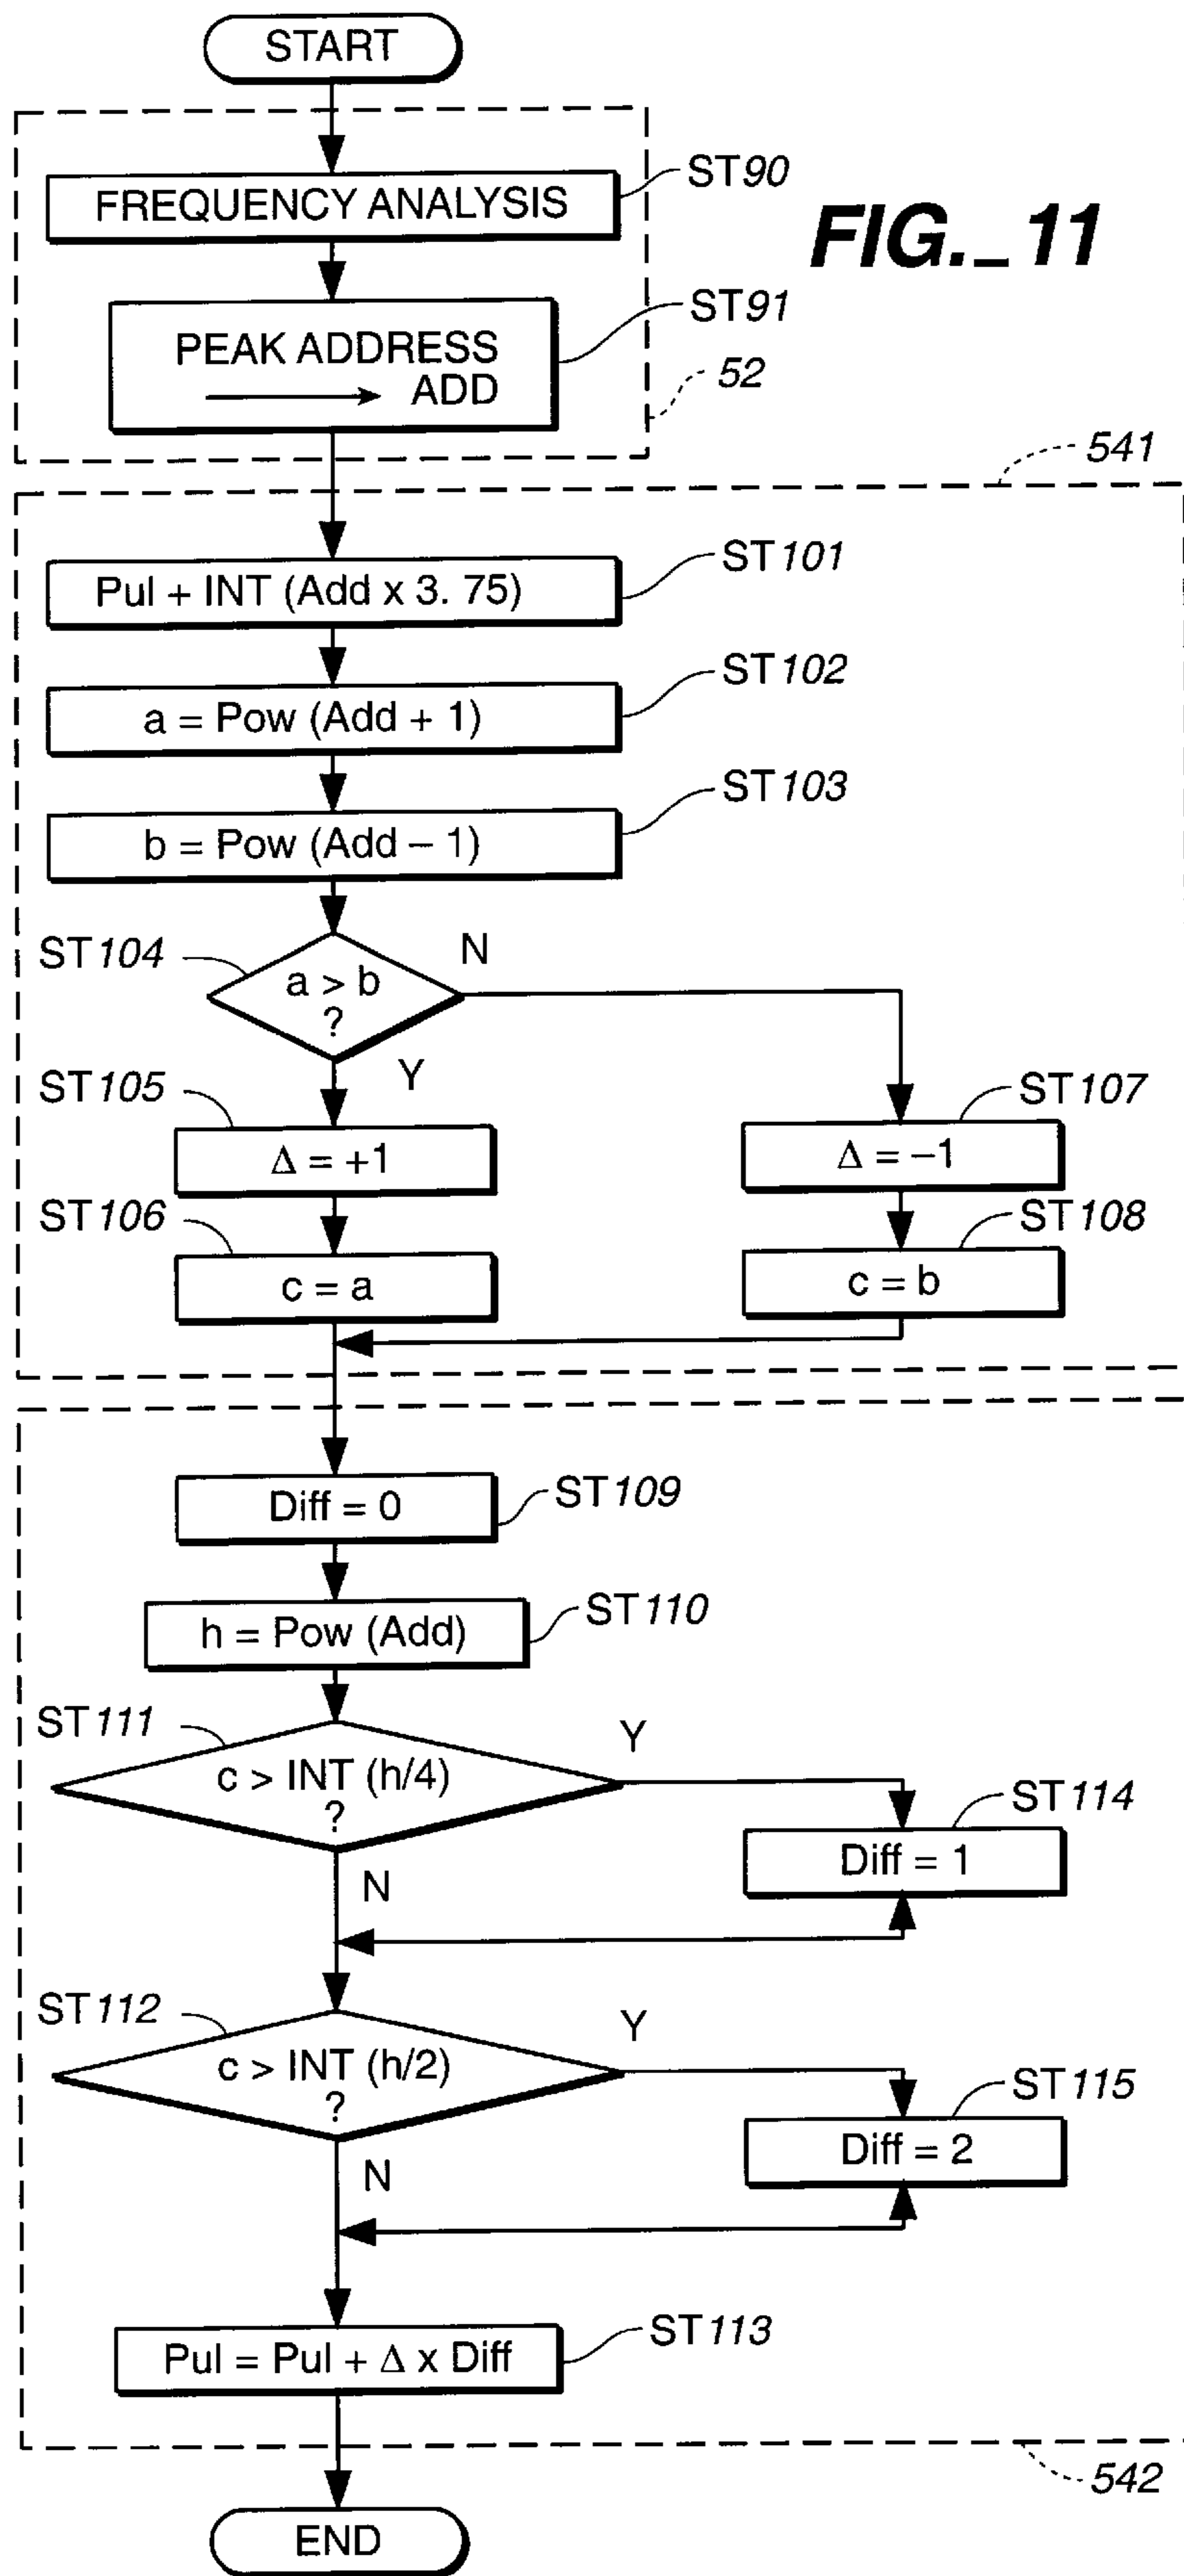 START
ST90
FREQUENCY ANALYSIS
FIG._11
ST91
PEAK ADDRESS
ADD
52
541
ST101
Pul + INT (Add x 3. 75)
ST102
a = Pow (Add + 1)
ST103
b = Pow (Add – 1)
ST104
N
a > b
?
Y
ST105
ST107
Δ = +1
Δ = –1
ST106
ST108
c = a
c = b
Diff = 0
ST109
h = Pow (Add)
ST110
ST111
Y
c > INT (h/4)
?
ST114
Diff = 1
N
ST112
Y
c > INT (h/2)
?
ST115
Diff = 2
N
ST113
Pul = Pul + Δ x Diff
542
END